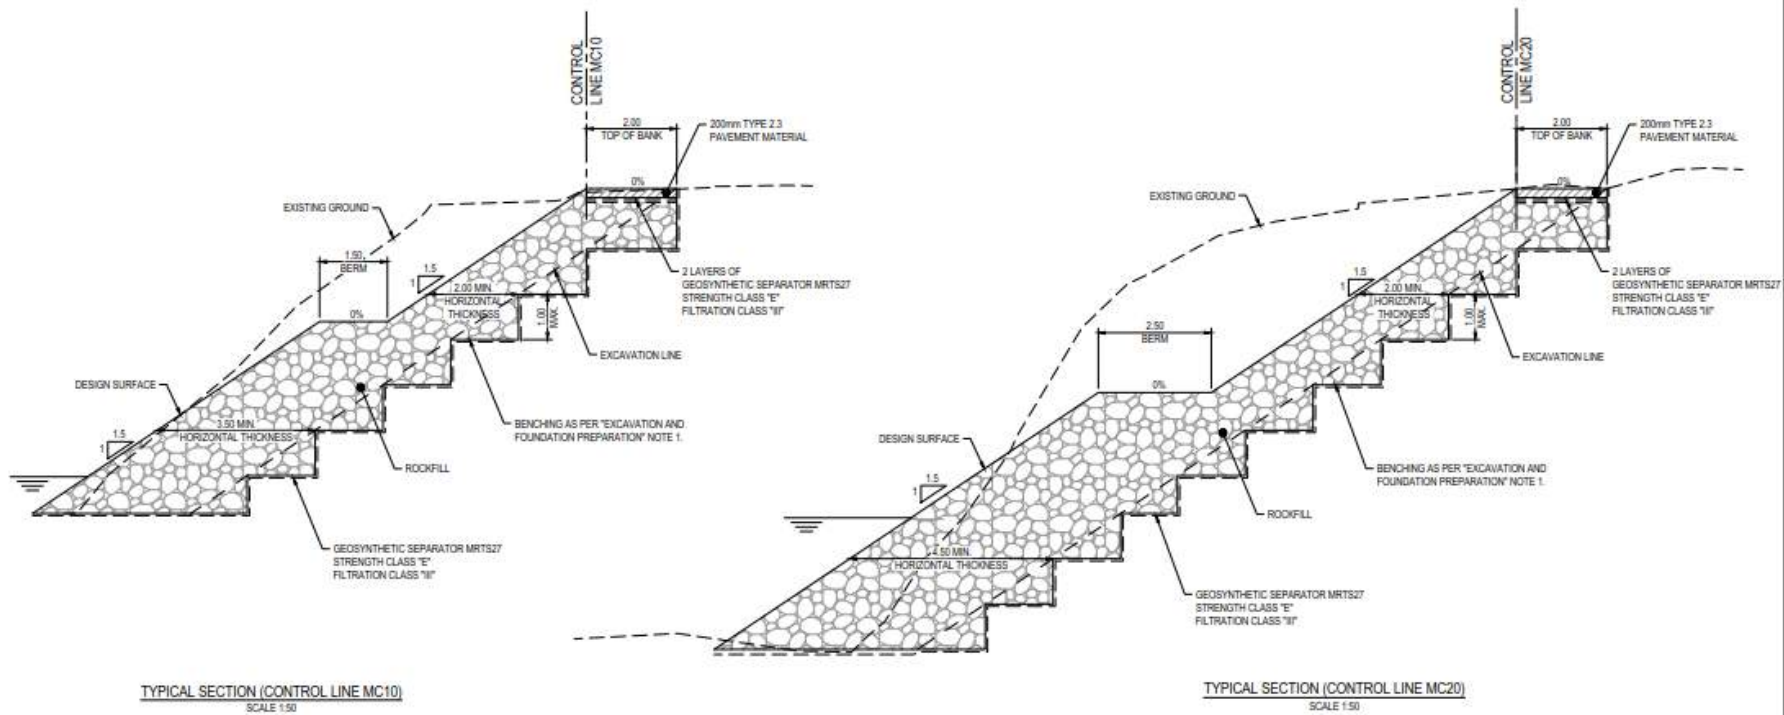 CONTROL
LINE MC10
2.00
TOP OF BANK
200mm TYPE 2.3
PAVEMENT MATERIAL
0%
EXISTING GROUND
1.50
BERM
1.5
1
2.00 MIN.
HORIZONTAL
THICKNESS
2 LAYERS OF
GEOSYNTHETIC SEPARATOR MRTS27
STRENGTH CLASS "E"
FILTRATION CLASS "III"
0%
1.00
MAX.
EXCAVATION LINE
DESIGN SURFACE
3.50 MIN.
HORIZONTAL THICKNESS
BENCHING AS PER "EXCAVATION AND
FOUNDATION PREPARATION" NOTE 1.
1.5
1
ROCKFILL
GEOSYNTHETIC SEPARATOR MRTS27
STRENGTH CLASS "E"
FILTRATION CLASS "III"
TYPICAL SECTION (CONTROL LINE MC10)
SCALE 1:50
CONTROL
LINE MC20
2.00
TOP OF BANK
200mm TYPE 2.3
PAVEMENT MATERIAL
0%
EXISTING GROUND
1.5
1
2.00 MIN.
HORIZONTAL
THICKNESS
2 LAYERS OF
GEOSYNTHETIC SEPARATOR MRTS27
STRENGTH CLASS "E"
FILTRATION CLASS "III"
1.00
MAX.
2.50
BERM
EXCAVATION LINE
0%
DESIGN SURFACE
BENCHING AS PER "EXCAVATION AND
FOUNDATION PREPARATION" NOTE 1.
1.5
1
ROCKFILL
4.50 MIN.
HORIZONTAL THICKNESS
GEOSYNTHETIC SEPARATOR MRTS27
STRENGTH CLASS "E"
FILTRATION CLASS "III"
TYPICAL SECTION (CONTROL LINE MC20)
SCALE 1:50